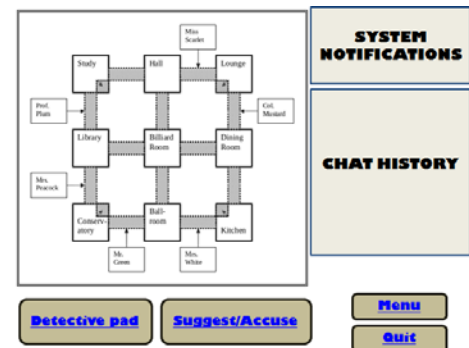 Miss
Scarlet
Study
Hall
Lounge
Prof.
Plum
Col.
Mustard
Library
Billiard
Room
Dining
Room
Mrs.
Peacock
Conserv-
atory
Ball-
room
Kitchen
Mr.
Green
Mrs.
White
SYSTEM
NOTIFICATIONS
CHAT HISTORY
Detective pad
Suggest/Accuse
Menu
Quit